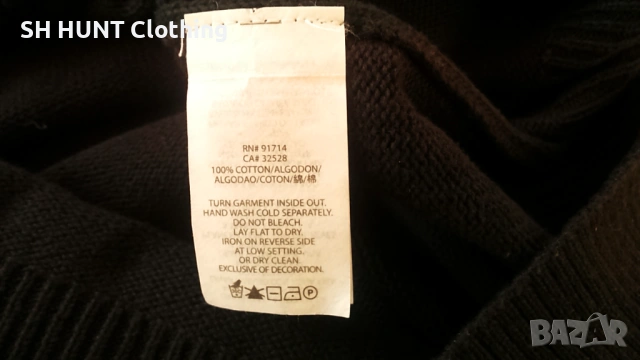 SH HUNT Clothing
RN# 91714
CA# 32528
100% COTTON/ALGODON/
ALGODAO/COTON/綿/棉
TURN GARMENT INSIDE OUT.
HAND WASH COLD SEPARATELY.
DO NOT BLEACH.
LAY FLAT TO DRY.
IRON ON REVERSE SIDE
AT LOW SETTING.
OR DRY CLEAN
EXCLUSIVE OF DECORATION.
P
BAZAR